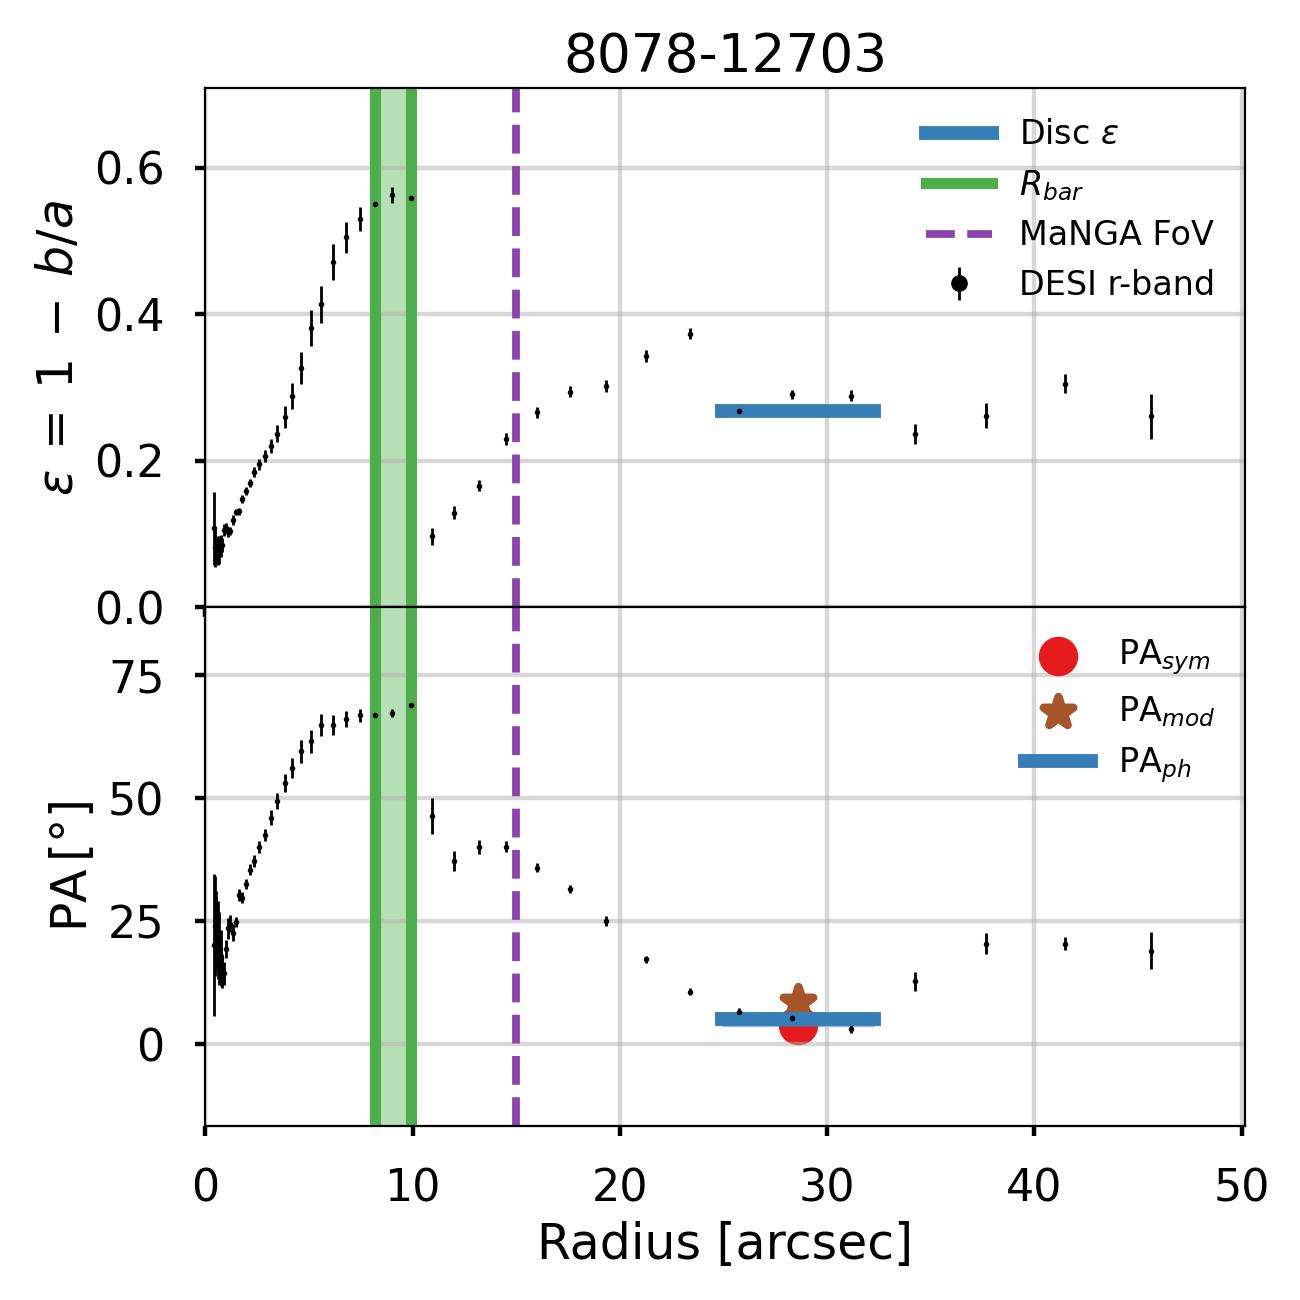 8078-12703
ε = 1 − b/a
0.6
0.4
0.2
0.0
Disc ε
R_bar
MaNGA FoV
DESI r-band
PA [°]
75
50
25
0
PA_sym
PA_mod
PA_ph
0 10 20 30 40 50
Radius [arcsec]